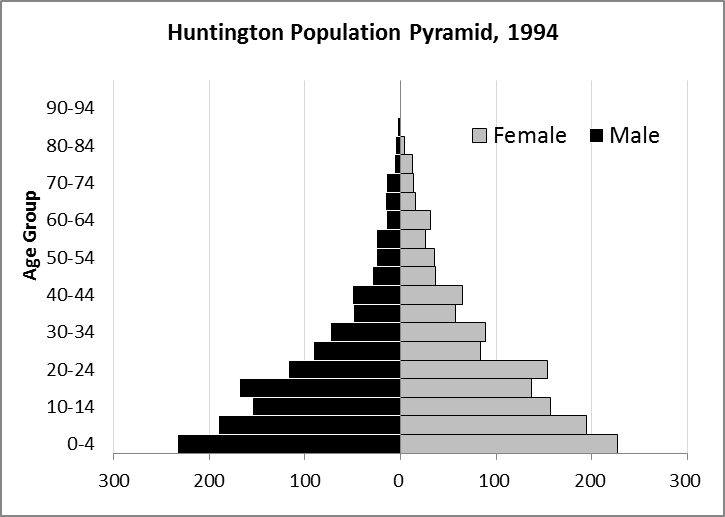 Huntington Population Pyramid, 1994
Age Group
90-94
80-84
70-74
60-64
50-54
40-44
30-34
20-24
10-14
0-4
Female Male
300 200 100 0 100 200 300